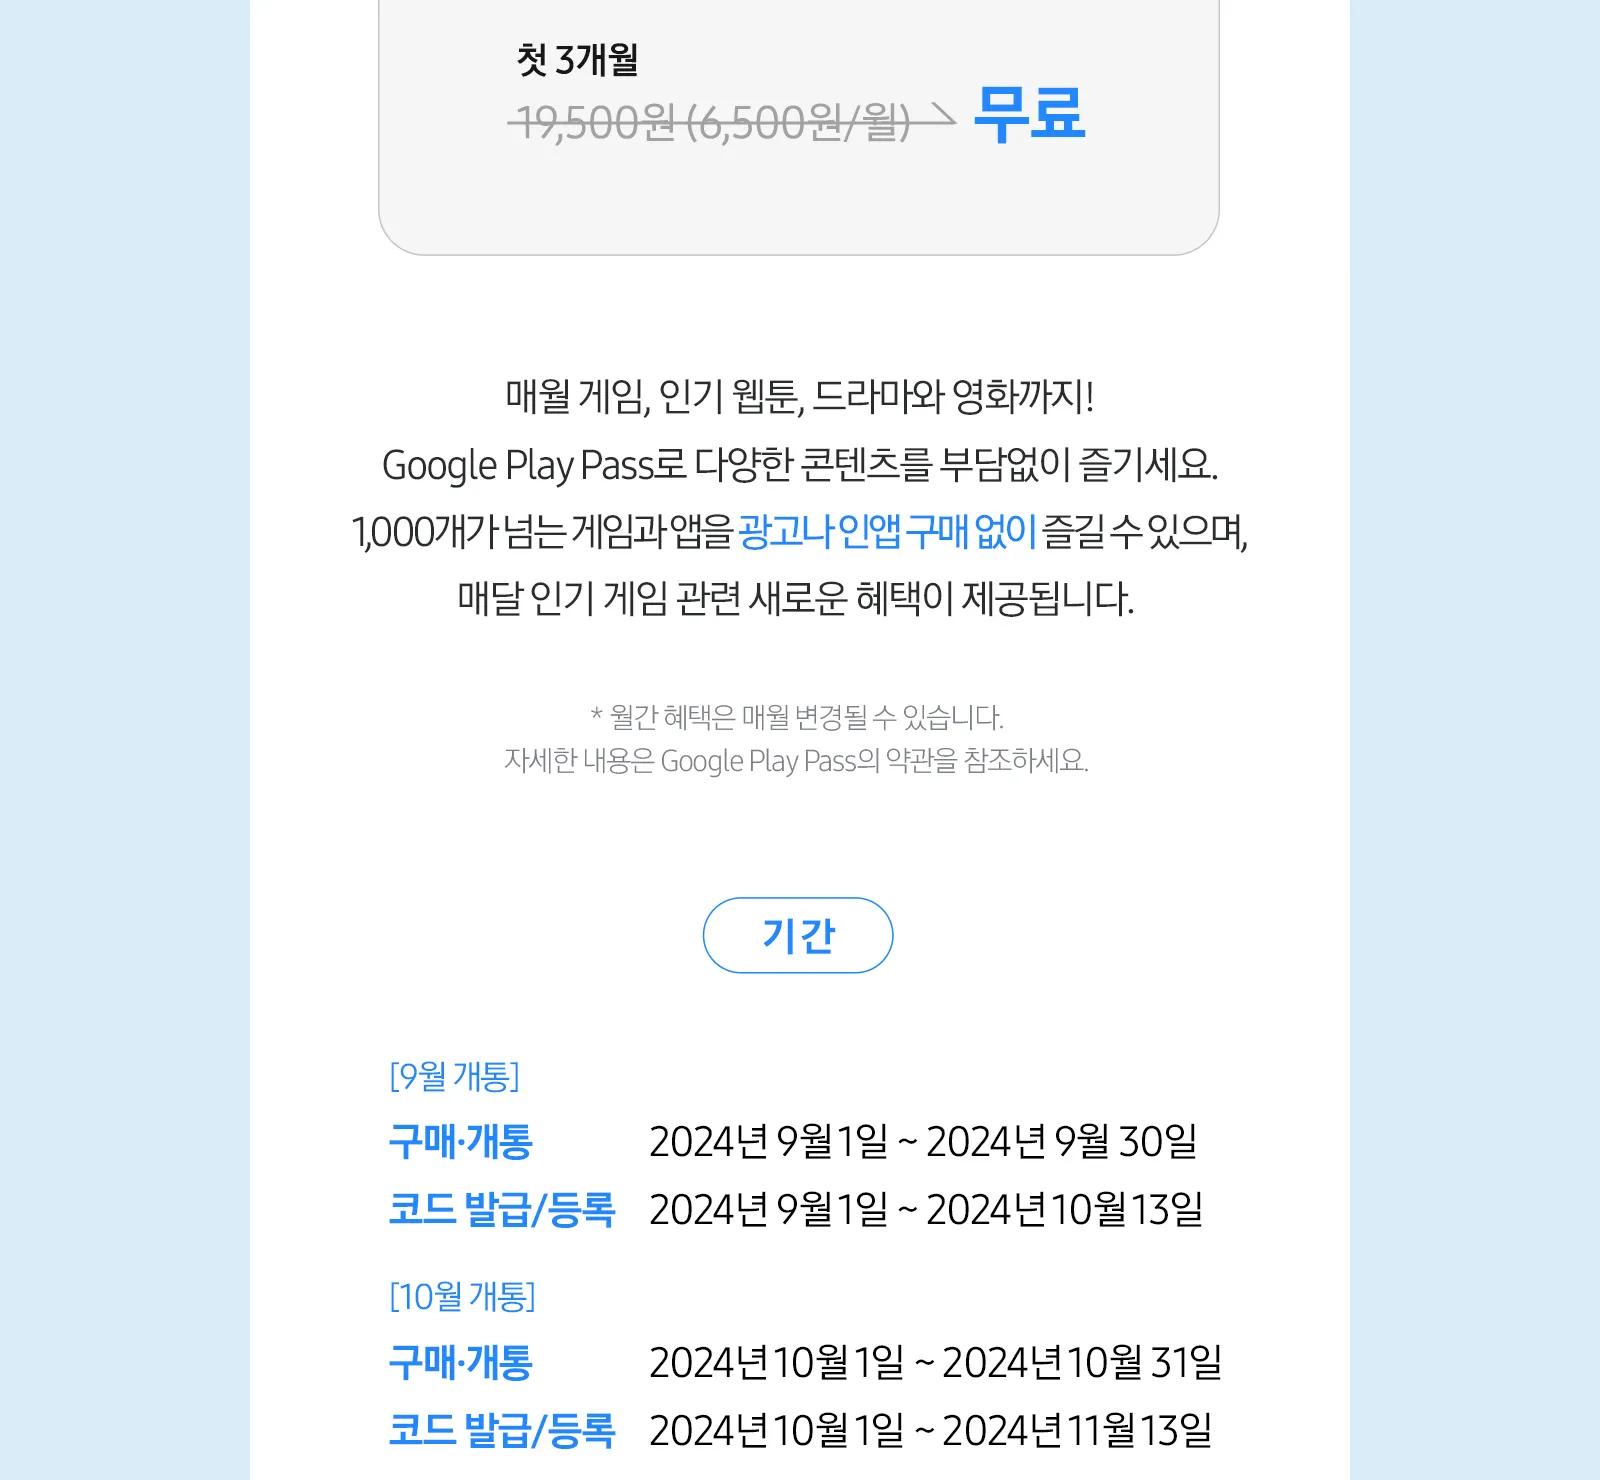 첫 3개월
19,500원 (6,500원/월) 무료
매월 게임, 인기 웹툰, 드라마와 영화까지!
Google Play Pass로 다양한 콘텐츠를 부담없이 즐기세요.
1,000개가 넘는 게임과 앱을 광고나 인앱 구매 없이 즐길 수 있으며,
매달 인기 게임 관련 새로운 혜택이 제공됩니다.
* 월간 혜택은 매월 변경될 수 있습니다.
자세한 내용은 Google Play Pass의 약관을 참조하세요.
기간
[9월 개통]
구매·개통 2024년 9월 1일 ~ 2024년 9월 30일
코드 발급/등록 2024년 9월 1일 ~ 2024년 10월 13일
[10월 개통]
구매·개통 2024년 10월 1일 ~ 2024년 10월 31일
코드 발급/등록 2024년 10월 1일 ~ 2024년 11월 13일